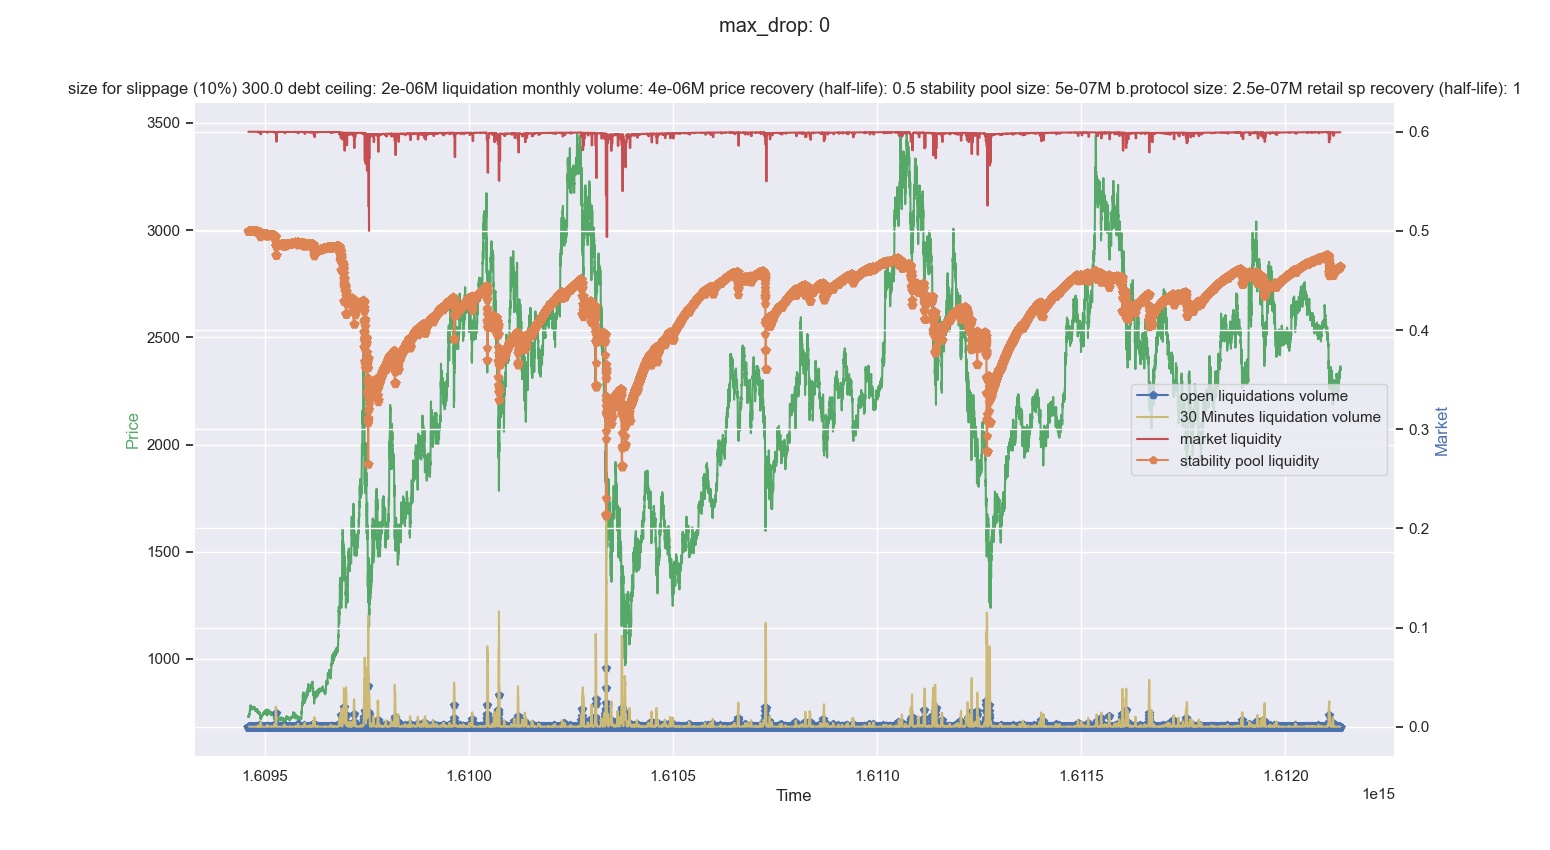 max_drop: 0
size for slippage (10%) 300.0 debt ceiling: 2e-06M liquidation monthly volume: 4e-06M price recovery (half-life): 0.5 stability pool size: 5e-07M b.protocol size: 2.5e-07M retail sp recovery (half-life): 1
3500
3000
2500
2000
1500
1000
Price
0.6
0.5
0.4
0.3
0.2
0.1
0.0
Market
open liquidations volume
30 Minutes liquidation volume
market liquidity
stability pool liquidity
1.6095 1.6100 1.6105 1.6110 1.6115 1.6120
Time
1e15